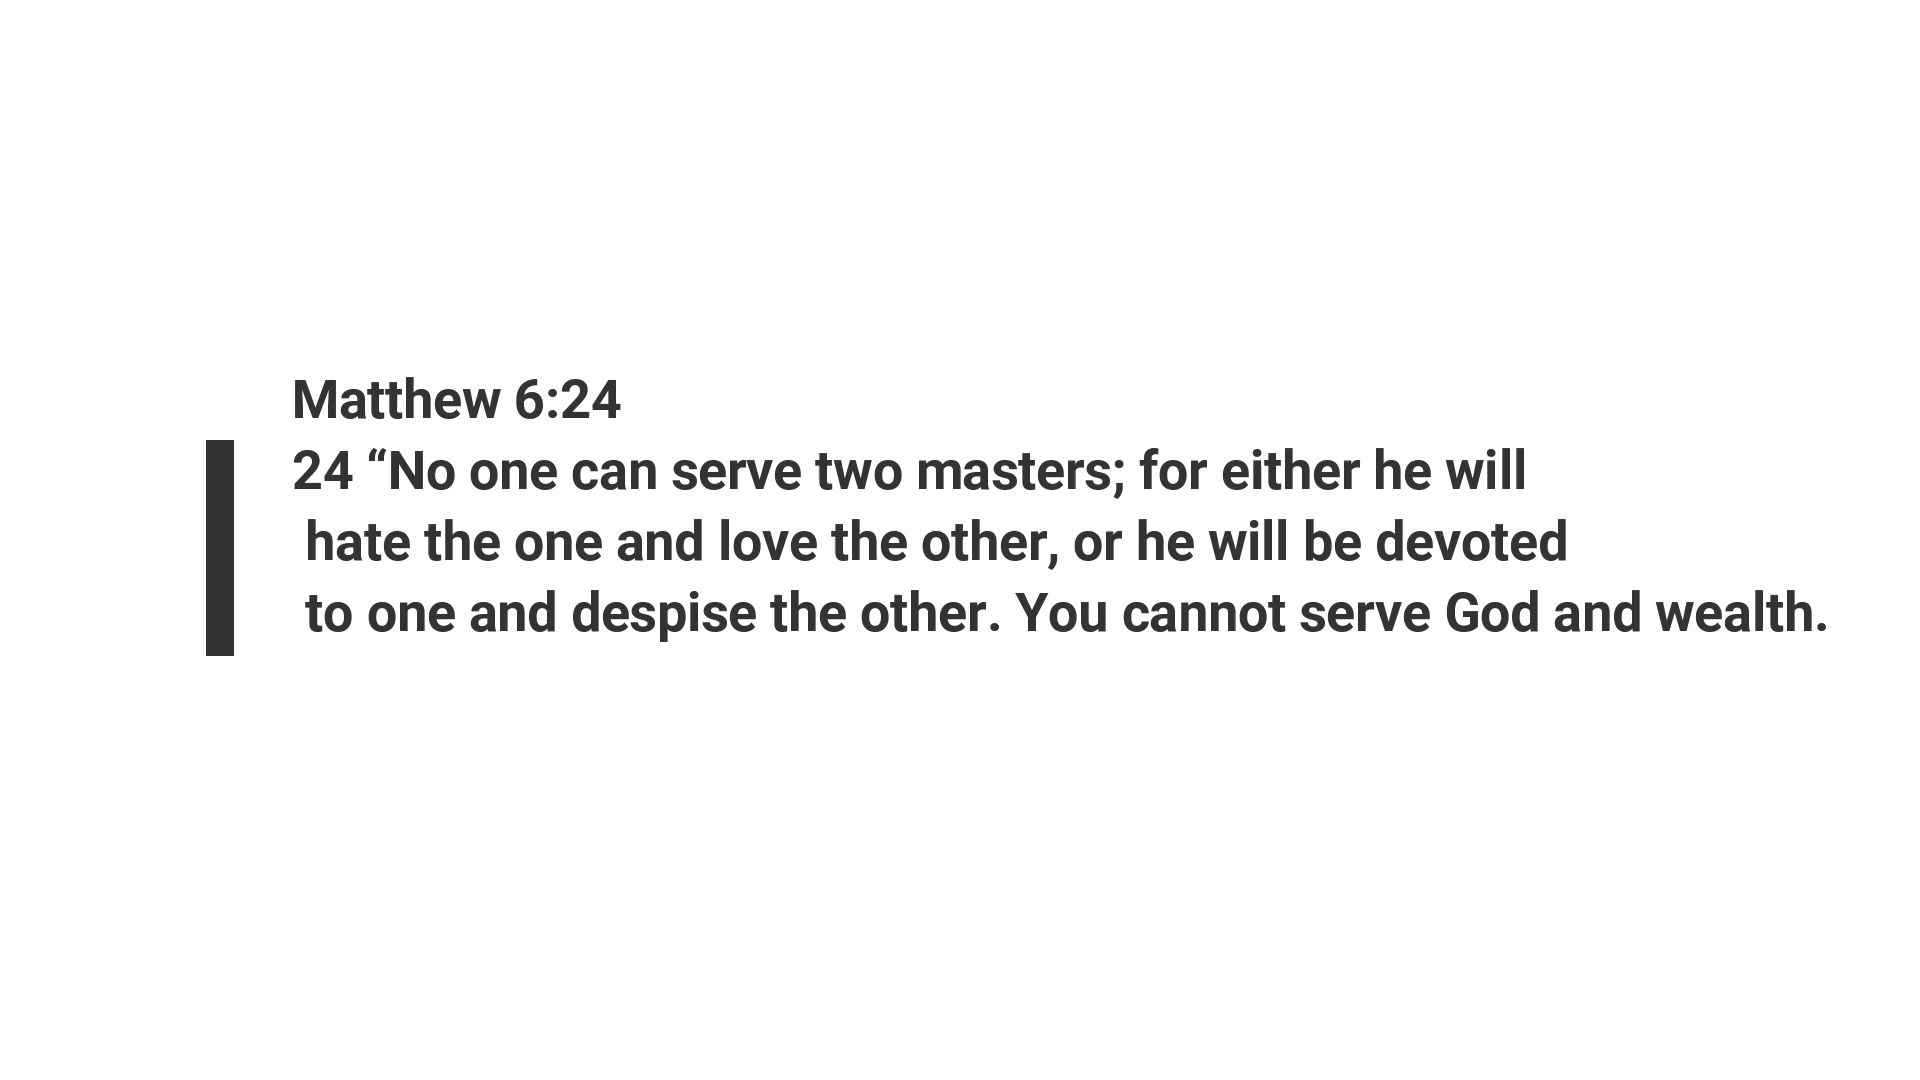 Matthew 6:24
24 “No one can serve two masters; for either he will
hate the one and love the other, or he will be devoted
to one and despise the other. You cannot serve God and wealth.